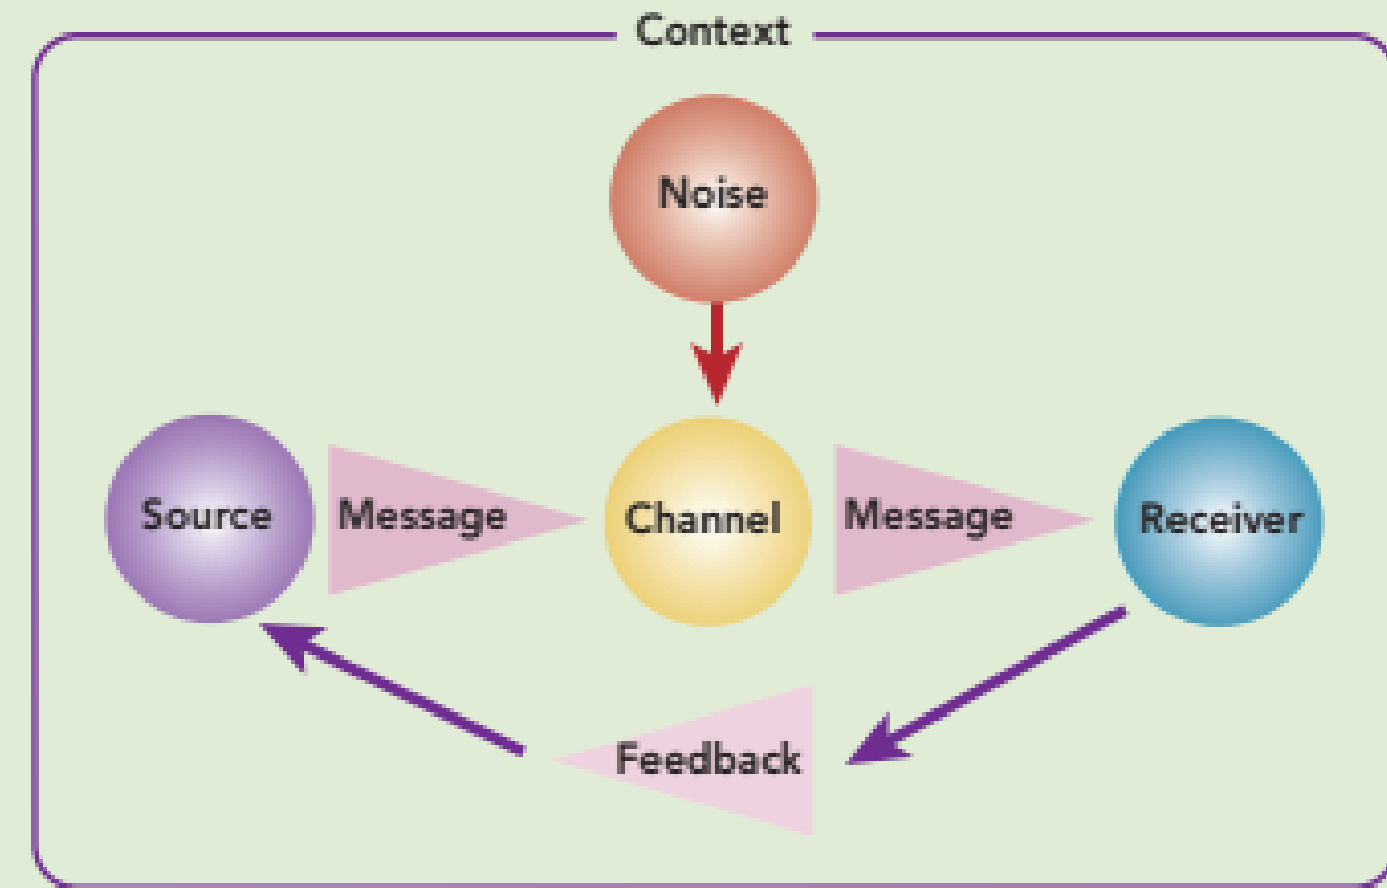 Context
Noise
Source
Message
Channel
Message
Receiver
Feedback